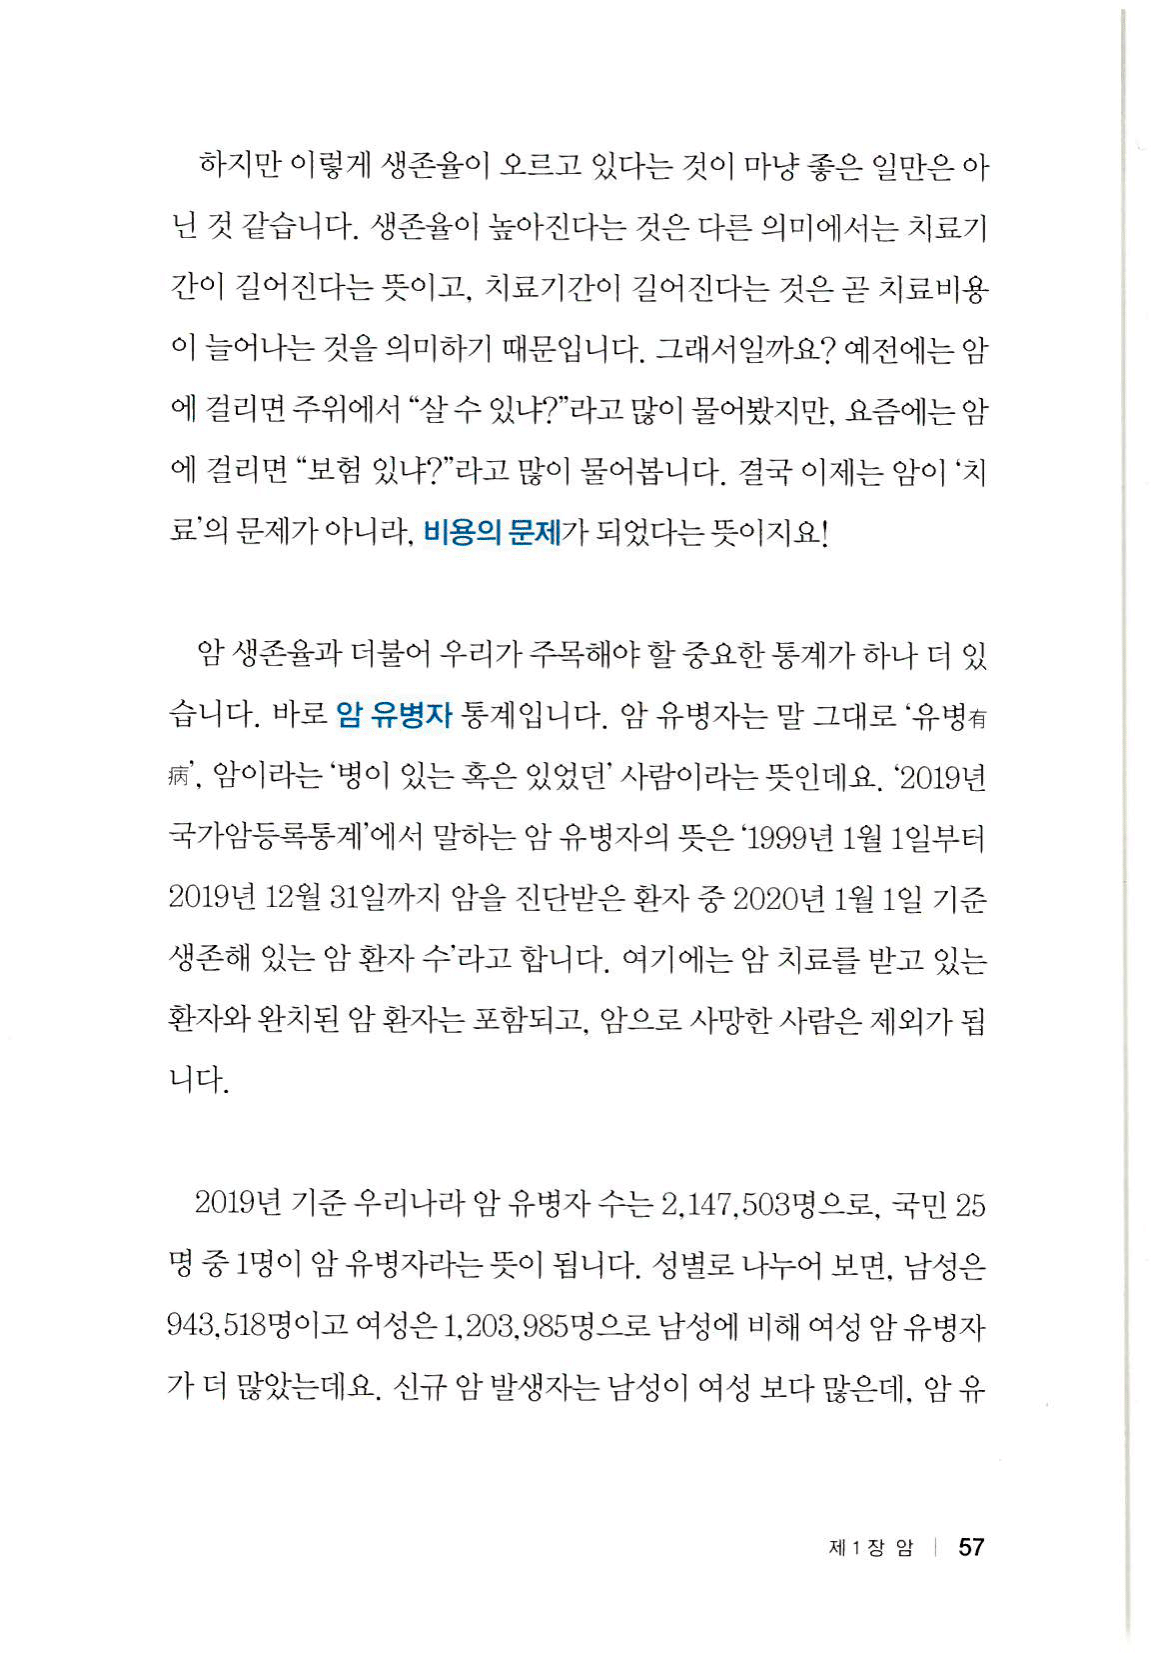 하지만 이렇게 생존율이 오르고 있다는 것이 마냥 좋은 일만은 아
닌 것 같습니다. 생존율이 높아진다는 것은 다른 의미에서는 치료기
간이 길어진다는 뜻이고, 치료기간이 길어진다는 것은 곧 치료비용
이 늘어나는 것을 의미하기 때문입니다. 그래서일까요? 예전에는 암
에 걸리면 주위에서 “살 수 있냐?”라고 많이 물어봤지만, 요즘에는 암
에 걸리면 “보험 있냐?”라고 많이 물어봅니다. 결국 이제는 암이 ‘치
료’의 문제가 아니라, 비용의 문제가 되었다는 뜻이지요!
암 생존율과 더불어 우리가 주목해야 할 중요한 통계가 하나 더 있
습니다. 바로 암 유병자 통계입니다. 암 유병자는 말 그대로 ‘유병有
病’, 암이라는 ‘병이 있는 혹은 있었던’ 사람이라는 뜻인데요. ‘2019년
국가암등록통계’에서 말하는 암 유병자의 뜻은 ‘1999년 1월 1일부터
2019년 12월 31일까지 암을 진단받은 환자 중 2020년 1월 1일 기준
생존해 있는 암 환자 수’라고 합니다. 여기에는 암 치료를 받고 있는
환자와 완치된 암 환자는 포함되고, 암으로 사망한 사람은 제외가 됩
니다.
2019년 기준 우리나라 암 유병자 수는 2,147,503명으로, 국민 25
명 중 1명이 암 유병자라는 뜻이 됩니다. 성별로 나누어 보면, 남성은
943,518명이고 여성은 1,203,985명으로 남성에 비해 여성 암 유병자
가 더 많았는데요. 신규 암 발생자는 남성이 여성 보다 많은데, 암 유
제1장 암 | 57